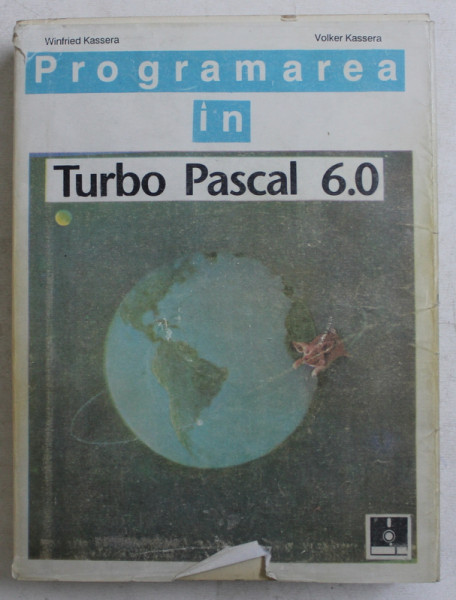 Winfried Kassera
Volker Kassera
Programarea
în
Turbo Pascal 6.0